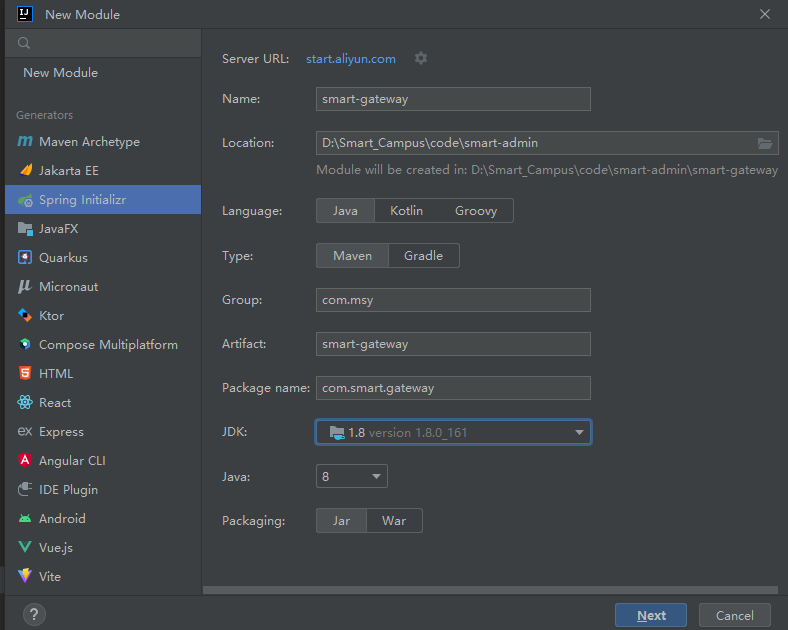 New Module
New Module
Generators
Maven Archetype
Jakarta EE
Spring Initializr
JavaFX
Quarkus
Micronaut
Ktor
Compose Multiplatform
HTML
React
ex Express
Angular CLI
IDE Plugin
Android
Vue.js
Vite
Server URL: start.aliyun.com
Name: smart-gateway
Location: D:\Smart_Campus\code\smart-admin
Module will be created in: D:\Smart_Campus\code\smart-admin\smart-gateway
Language: Java Kotlin Groovy
Type: Maven Gradle
Group: com.msy
Artifact: smart-gateway
Package name: com.smart.gateway
JDK: 1.8 version 1.8.0_161
Java: 8
Packaging: Jar War
? Next Cancel